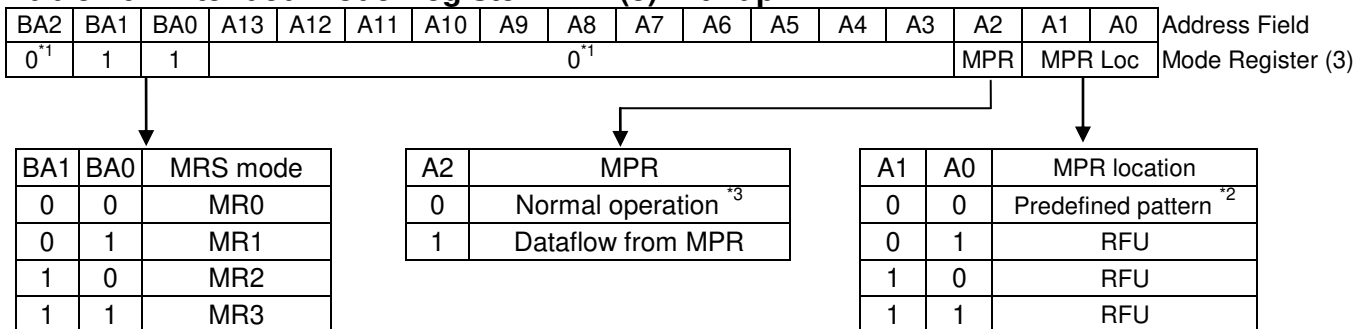 BA2 BA1 BA0 A13 A12 A11 A10 A9 A8 A7 A6 A5 A4 A3 A2 A1 A0 Address Field
0*1 1 1 0*1 MPR MPR Loc Mode Register (3)
BA1 BA0 MRS mode
0 0 MR0
0 1 MR1
1 0 MR2
1 1 MR3
A2 MPR
0 Normal operation *3
1 Dataflow from MPR
A1 A0 MPR location
0 0 Predefined pattern *2
0 1 RFU
1 0 RFU
1 1 RFU